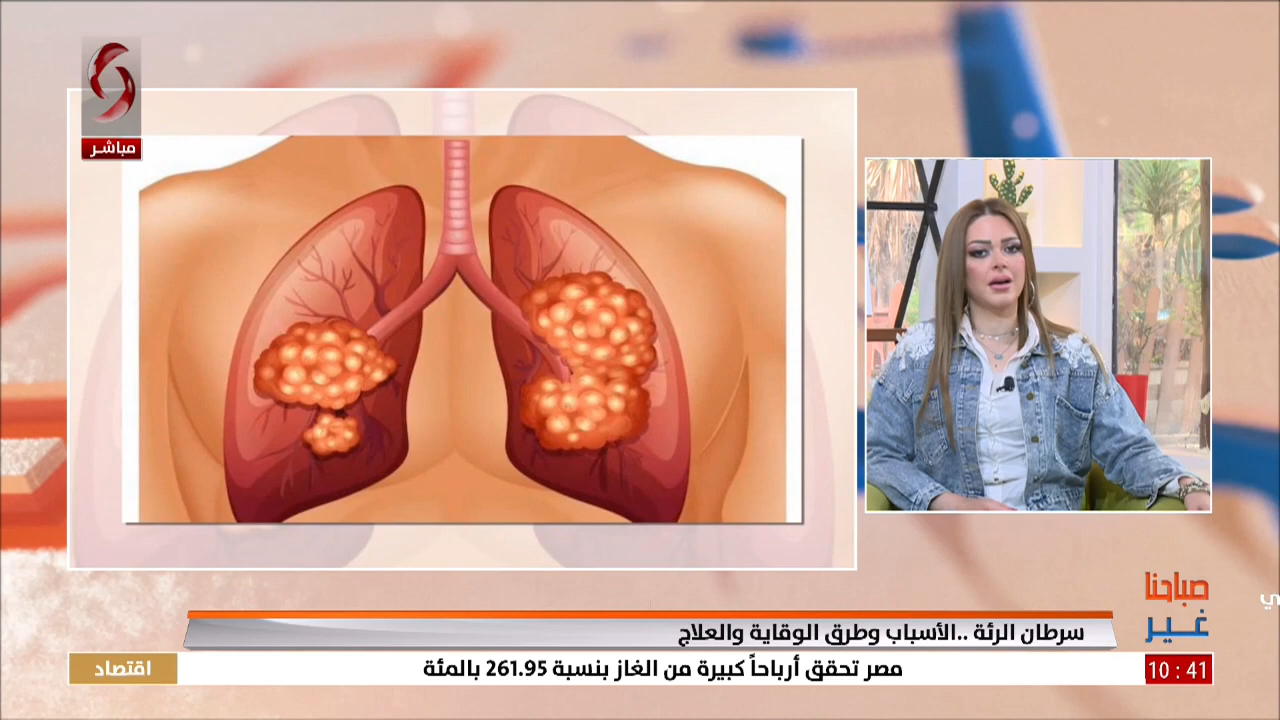 مباشر
صباحنا
غير
سرطان الرئة ..الأسباب وطرق الوقاية والعلاج
اقتصاد
مصر تحقق أرباحاً كبيرة من الغاز بنسبة 261.95 بالمئة
10 : 41